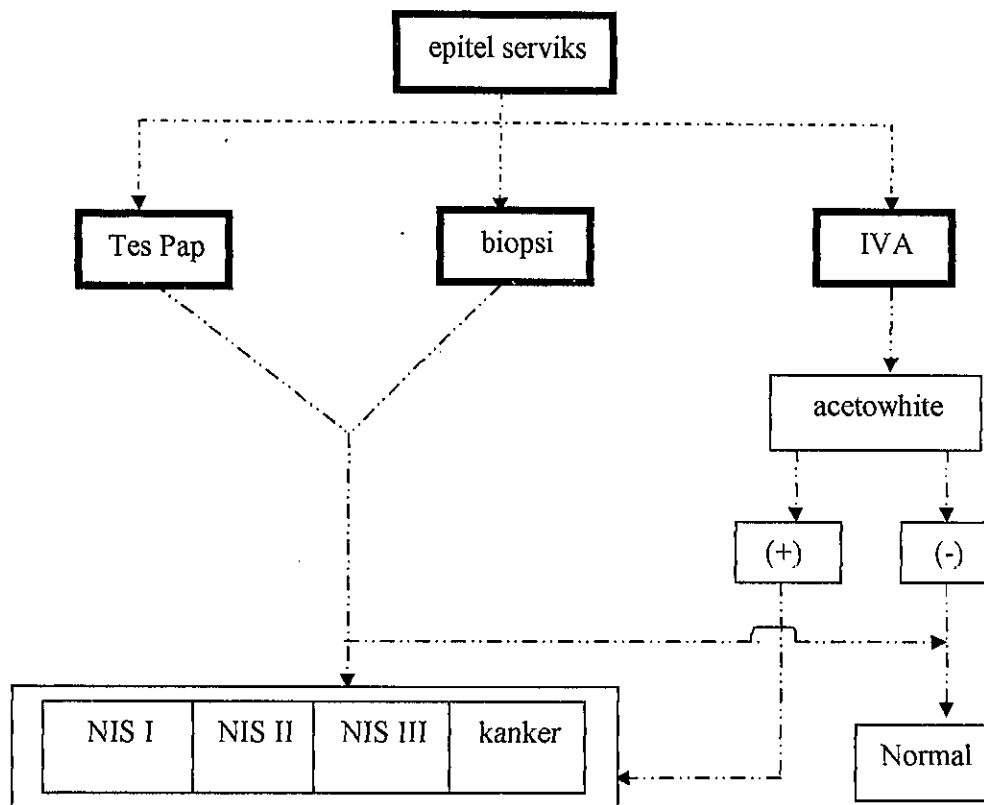 epitel serviks
Tes Pap
biopsi
IVA
acetowhite
(+)
(-)
NIS I
NIS II
NIS III
kanker
Normal